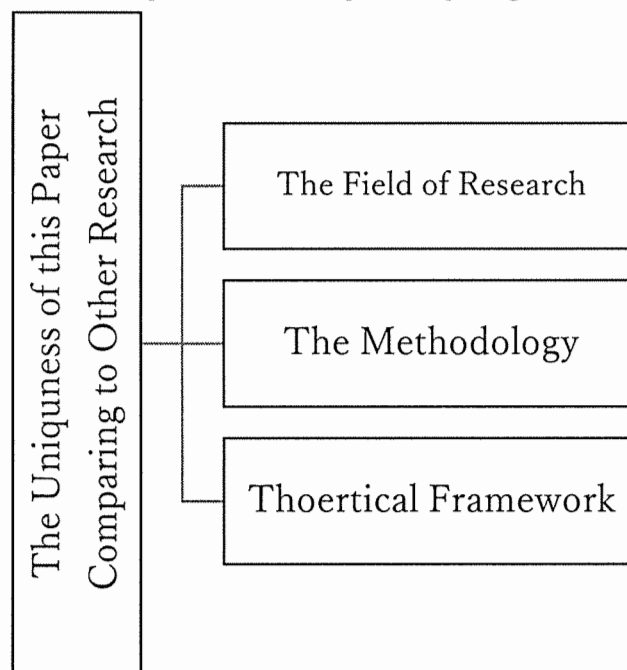 The Uniquness of this Paper
Comparing to Other Research
The Field of Research
The Methodology
Thoertical Framework